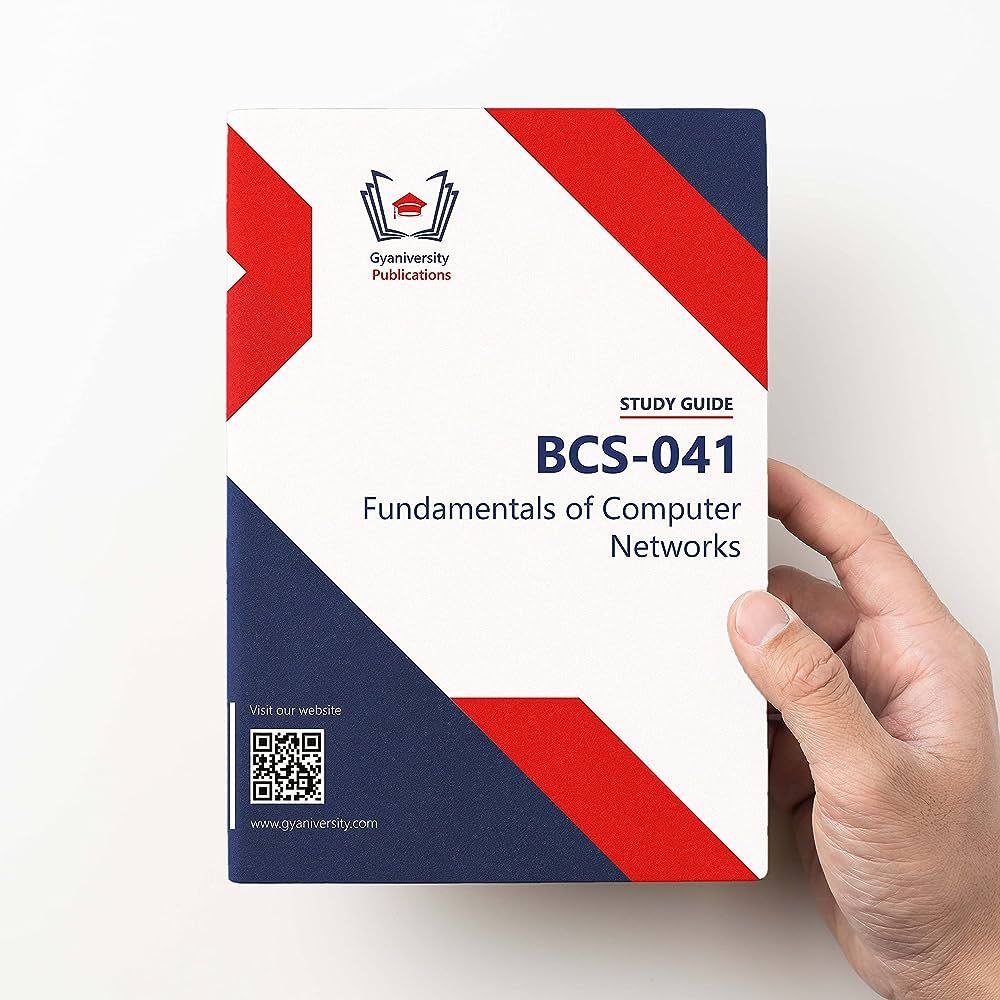 Gyaniversity
Publications
STUDY GUIDE
BCS-041
Fundamentals of Computer
Networks
Visit our website
www.gyaniversity.com